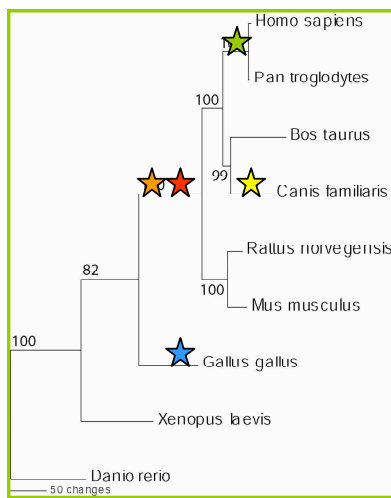 Homo sapiens
Pan troglodytes
100
Bos taurus
99
Canis familiaris
Rattus norvegensis
82
100
Mus musculus
100
Gallus gallus
Xenopus laevis
Danio rerio
50 changes